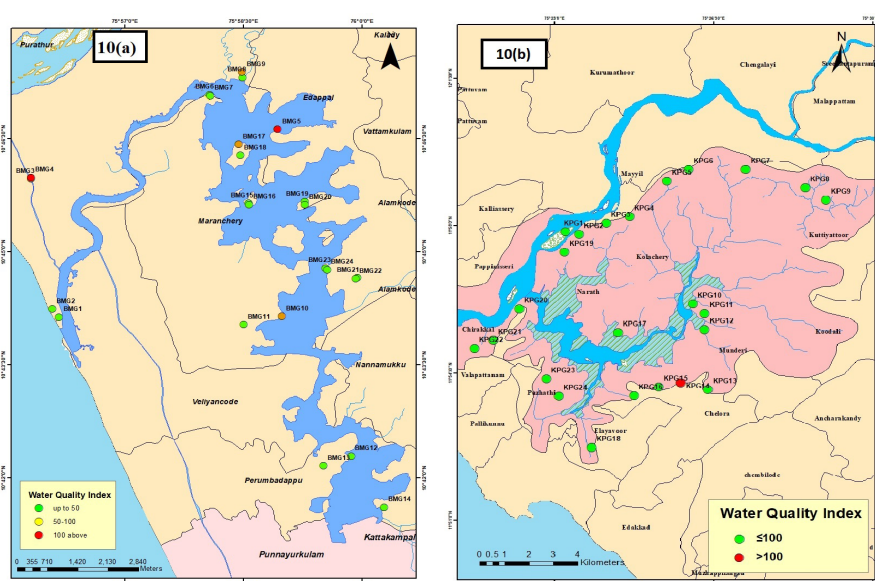 75°57'0"E
75°58'30"E
76°0'0"E
Purathur
10(a)
Kalady
BMG9
BMG8
BMG6
BMG7
Edappal
BMG5
Vattamkulam
BMG17
BMG18
BMG3
BMG4
BMG16
BMG19
BMG20
Alamkode
Maranchery
BMG23
BMG24
BMG21
BMG22
Alamkode
BMG2
BMG1
BMG11
BMG10
Nannamukku
Veliyancode
BMG12
BMG13
Perumbadappu
BMG14
Kattakampal
Punnayurkulam
Water Quality Index
up to 50
50-100
100 above
0 355 710 1,420 2,130 2,840
Meters
10(b)
N
Chengalayi
Kurumathoor
Malappattam
Pattuvam
Pattuvam
Mayyil
KPG6
KPG7
KPG5
KPG8
KPG9
Kalliassery
KPG4
KPG3
KPG1
KPG2
Kuttiyattoor
KPG19
Kolachery
Pappinisseri
Narath
KPG10
KPG20
KPG11
KPG12
Chirakkal
KPG21
KPG17
Koodali
KPG22
Munderi
Valapattanam
KPG23
KPG15
KPG16
KPG14
KPG13
Puzhathi
KPG24
Chelora
Pallikunnu
Ancharakandy
Elayavoor
KPG18
chembilode
Edakkad
Water Quality Index
≤100
>100
0 0.5 1 2 3 4
Kilometers